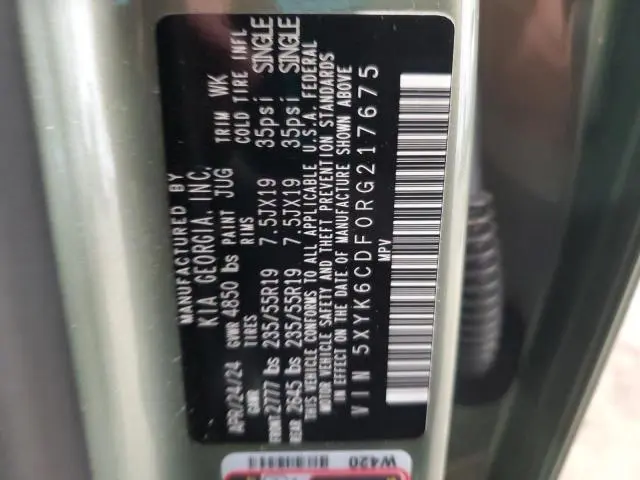 MANUFACTURED BY
KIA GEORGIA, INC.
APR/24/24 PAINT JUG TRIM WK
GVWR 4850 lbs
GAWR TIRES RIMS COLD TIRE INFL
FRONT 2777 lbs 235/55R19 7.5JX19 35psi SINGLE
REAR 2645 lbs 235/55R19 7.5JX19 35psi SINGLE
THIS VEHICLE CONFORMS TO ALL APPLICABLE U.S.A. FEDERAL
MOTOR VEHICLE SAFETY AND THEFT PREVENTION STANDARDS
IN EFFECT ON THE DATE OF MANUFACTURE SHOWN ABOVE
VIN 5XYK6CDF0RG217675
MPV
W420